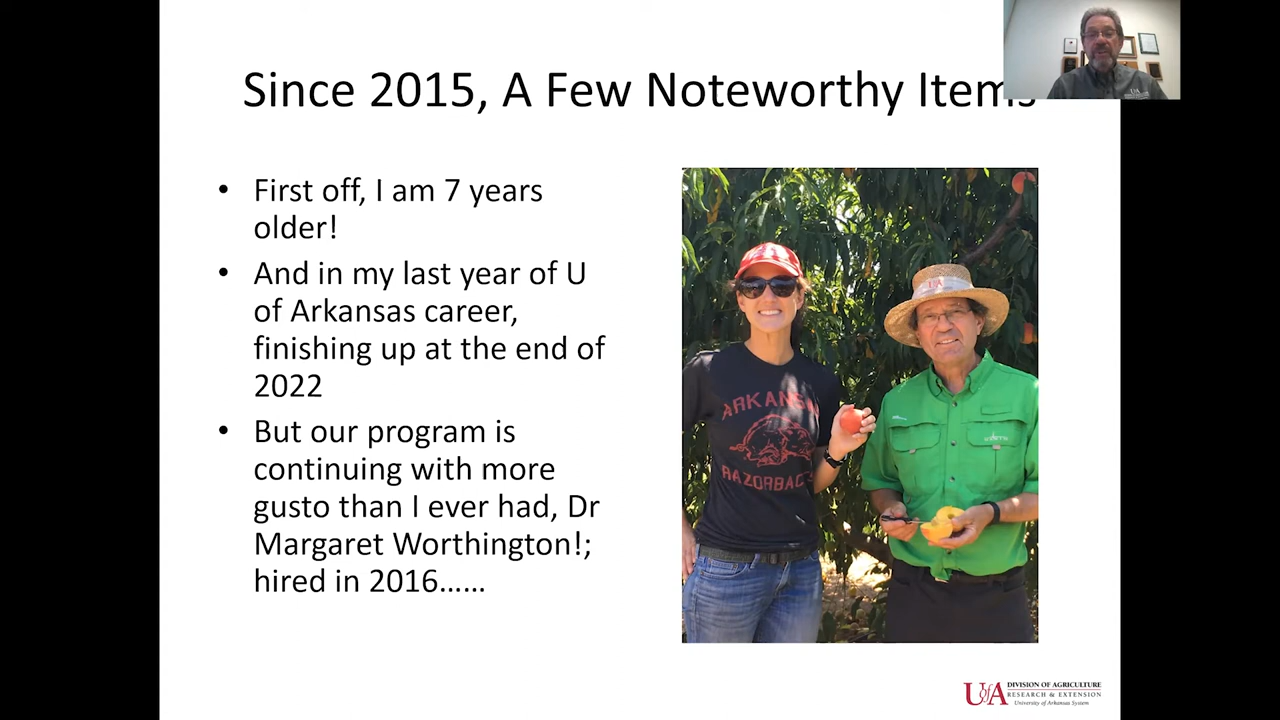 Since 2015, A Few Noteworthy Items
• First off, I am 7 years
older!
• And in my last year of U
of Arkansas career,
finishing up at the end of
2022
• But our program is
continuing with more
gusto than I ever had, Dr
Margaret Worthington!;
hired in 2016……
ARKANSAS
RAZORBACKS
UA
UofA
DIVISION OF AGRICULTURE
RESEARCH & EXTENSION
University of Arkansas System